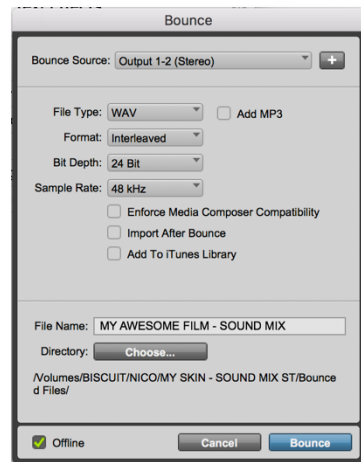 Bounce
Bounce Source: Output 1-2 (Stereo) +
File Type: WAV Add MP3
Format: Interleaved
Bit Depth: 24 Bit
Sample Rate: 48 kHz
Enforce Media Composer Compatibility
Import After Bounce
Add To iTunes Library
File Name: MY AWESOME FILM - SOUND MIX
Directory: Choose...
/Volumes/BISCUIT/NICO/MY SKIN - SOUND MIX ST/Bounce
d Files/
Offline Cancel Bounce